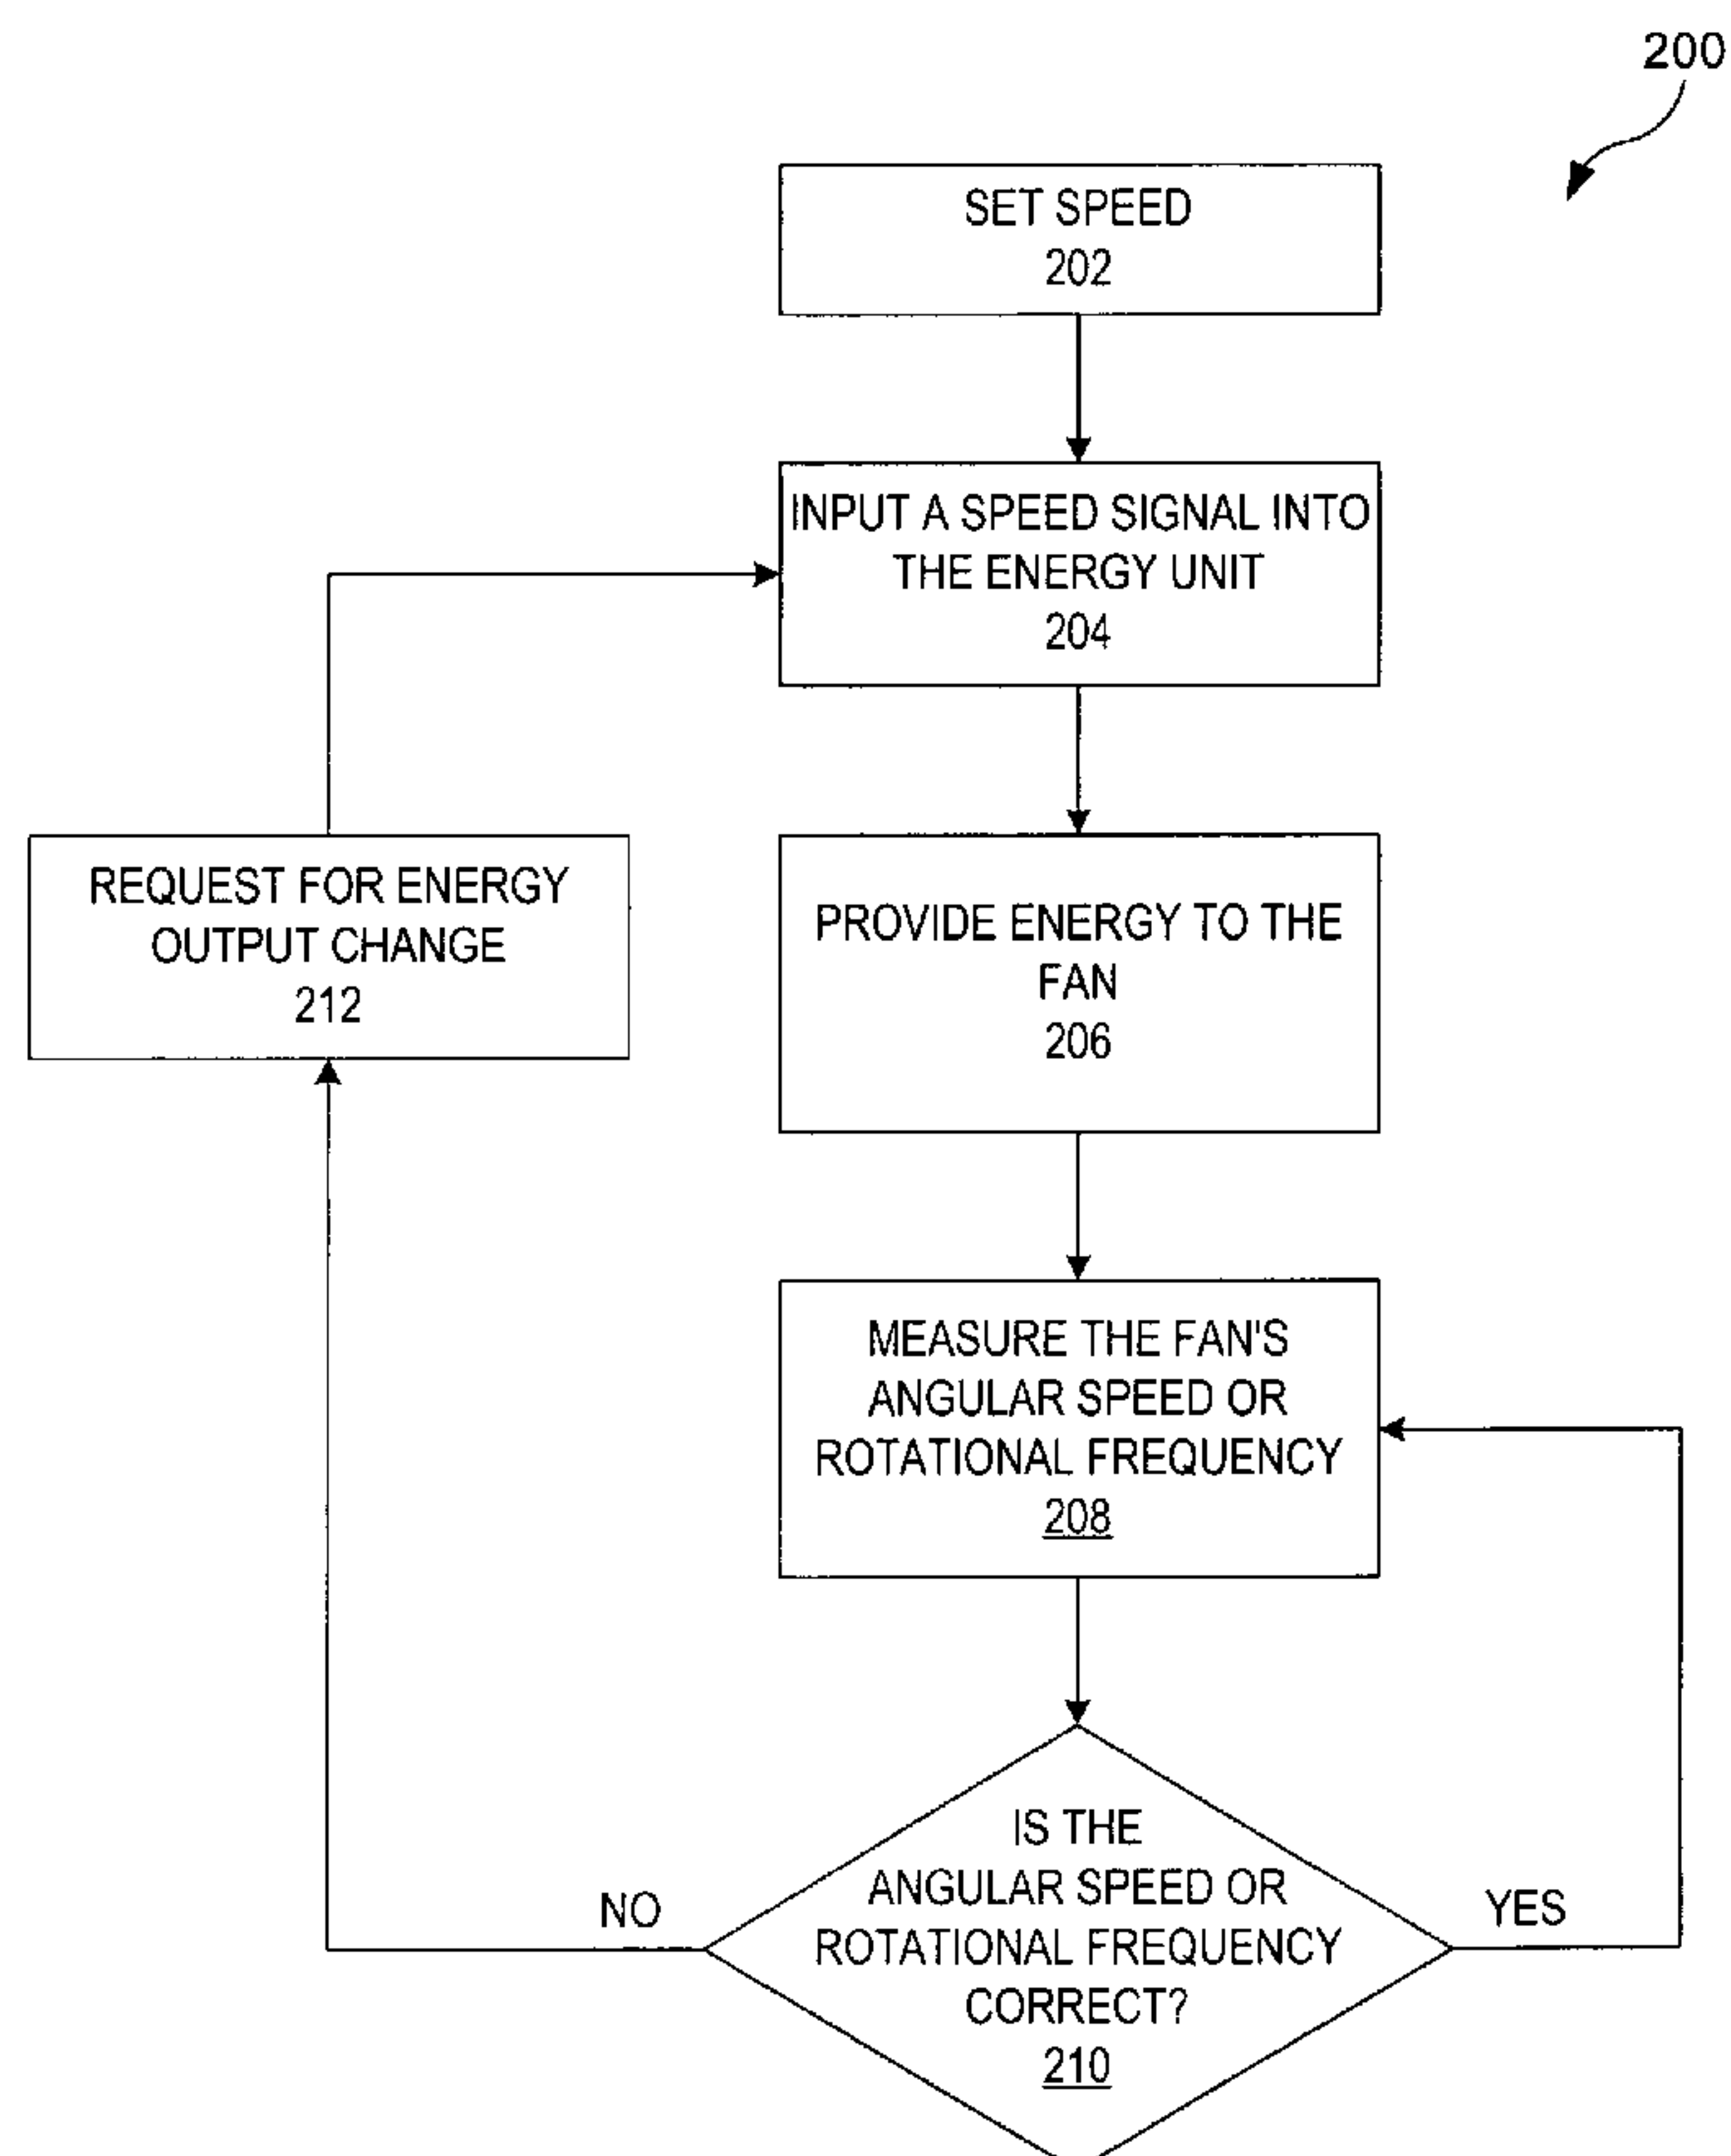 200
SET SPEED
202
INPUT A SPEED SIGNAL INTO
THE ENERGY UNIT
204
REQUEST FOR ENERGY
OUTPUT CHANGE
212
PROVIDE ENERGY TO THE
FAN
206
MEASURE THE FAN'S
ANGULAR SPEED OR
ROTATIONAL FREQUENCY
208
NO
IS THE
ANGULAR SPEED OR
ROTATIONAL FREQUENCY
CORRECT?
210
YES